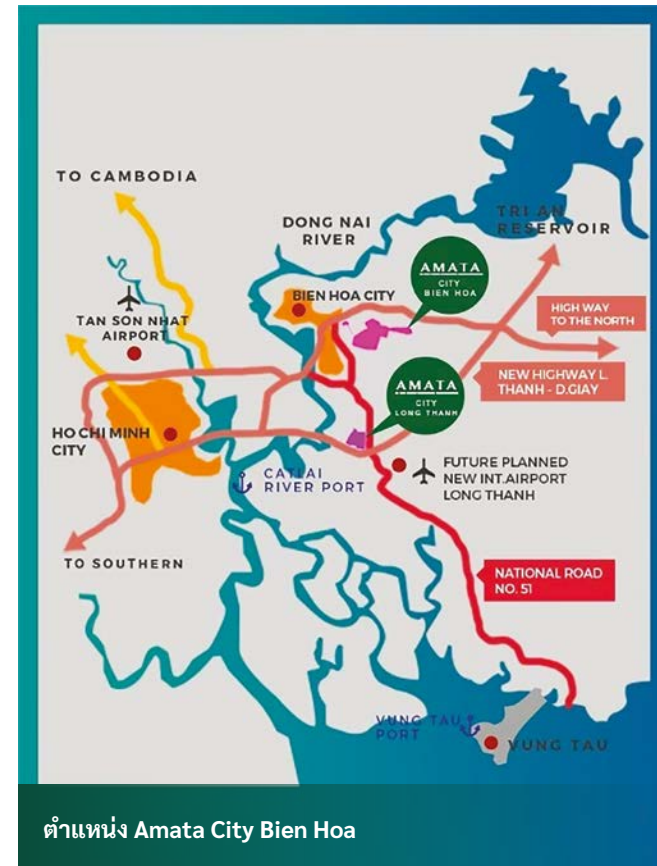 TO CAMBODIA
DONG NAI
RIVER
TRI AN
RESERVOIR
AMATA
CITY
BIEN HOA
BIEN HOA CITY
TAN SON NHAT
AIRPORT
HIGH WAY
TO THE NORTH
NEW HIGHWAY L.
THANH - D.GIAY
AMATA
CITY
LONG THANH
HO CHI MINH
CITY
CATLAI
RIVER PORT
FUTURE PLANNED
NEW INT.AIRPORT
LONG THANH
TO SOUTHERN
NATIONAL ROAD
NO. 51
VUNG TAU
PORT
VUNG TAU
ตำแหน่ง Amata City Bien Hoa